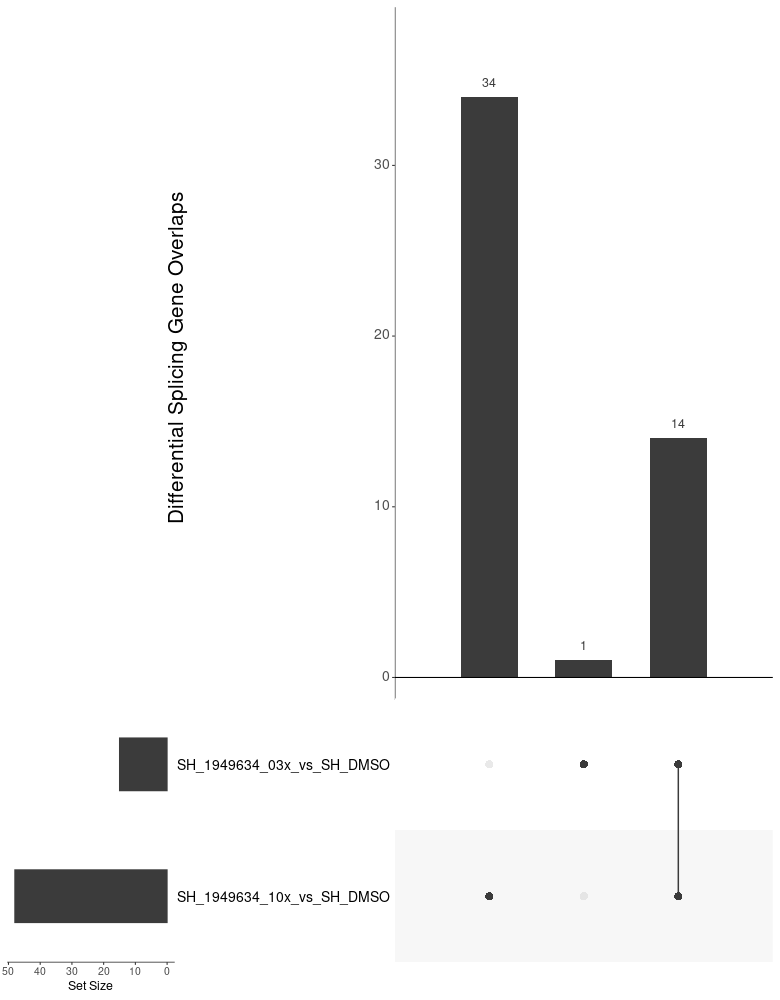 34
30
Differential Splicing Gene Overlaps
20
14
10
1
0
SH_1949634_03x_vs_SH_DMSO
SH_1949634_10x_vs_SH_DMSO
50 40 30 20 10 0
Set Size